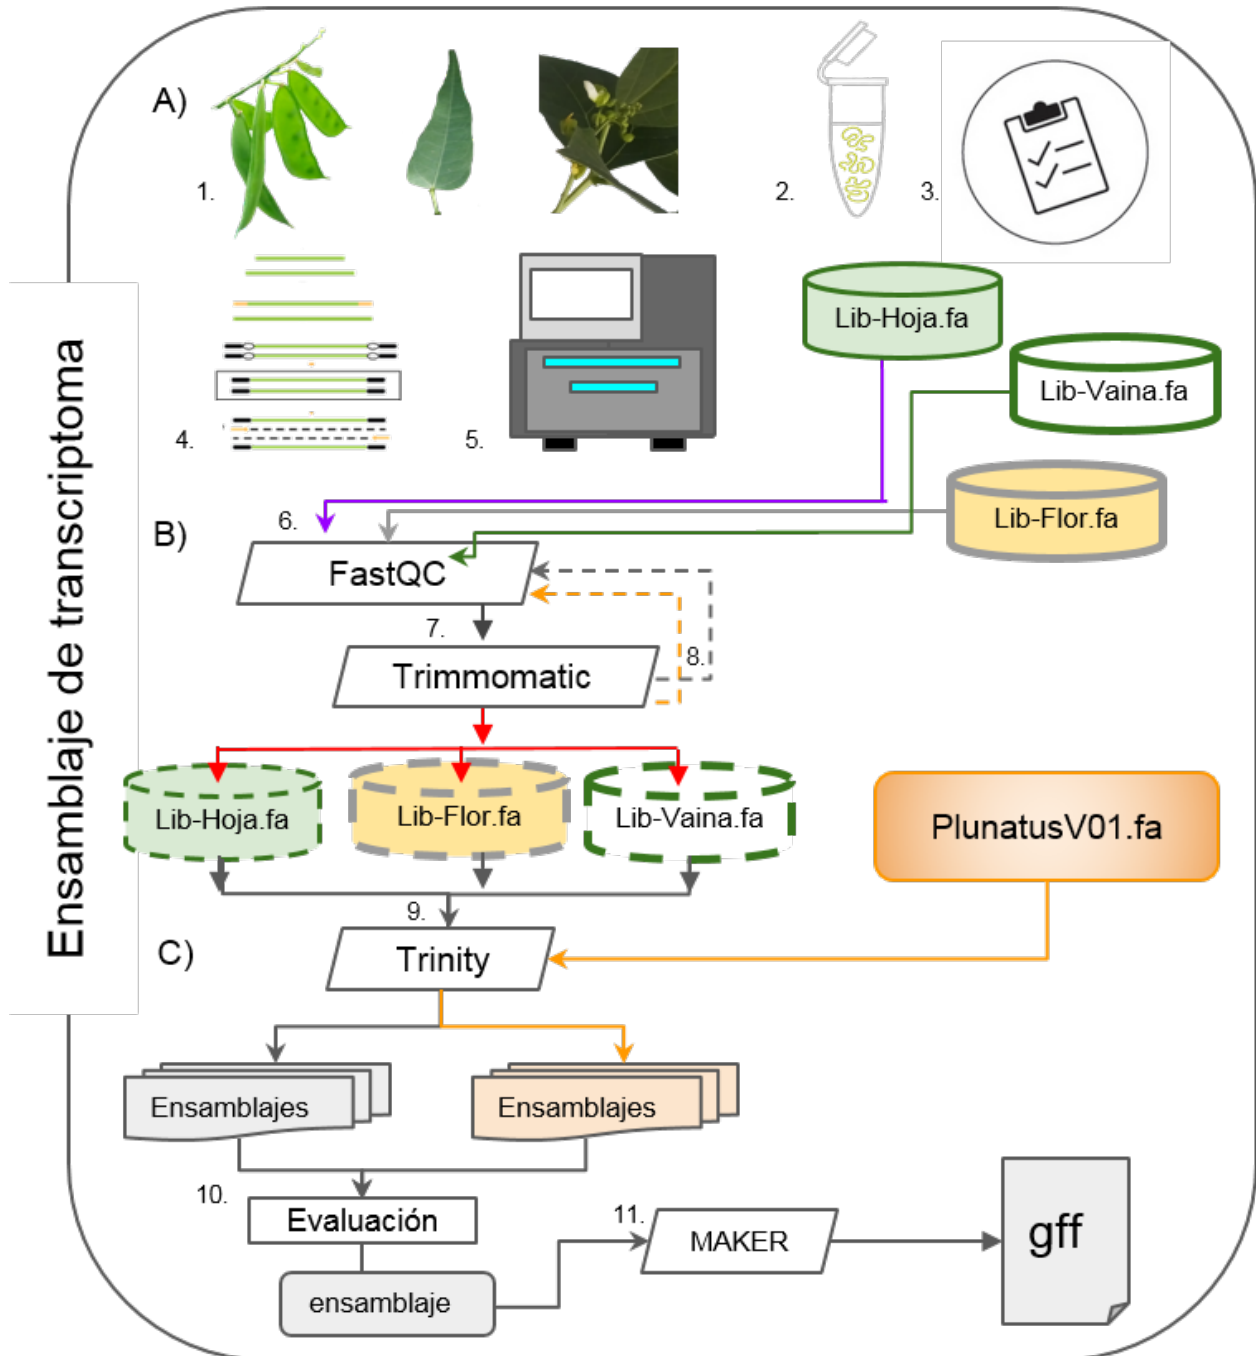 Ensamblaje de transcriptoma
A)
1.
2.
3.
4.
5.
Lib-Hoja.fa
Lib-Vaina.fa
Lib-Flor.fa
B)
6.
FastQC
7.
Trimmomatic
8.
Lib-Hoja.fa
Lib-Flor.fa
Lib-Vaina.fa
PlunatusV01.fa
9.
C)
Trinity
Ensamblajes
Ensamblajes
10.
Evaluación
ensamblaje
11.
MAKER
gff